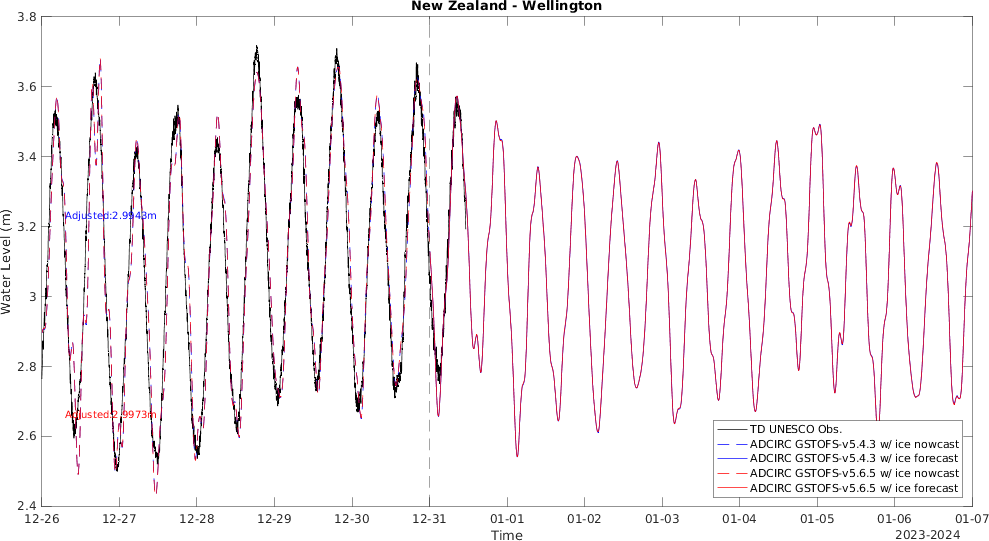 New Zealand - Wellington
3.8
3.6
3.4
3.2
3
2.8
2.6
2.4
Water Level (m)
Adjusted:2.9943m
Adjusted:2.9973m
TD UNESCO Obs.
ADCIRC GSTOFS-v5.4.3 w/ ice nowcast
ADCIRC GSTOFS-v5.4.3 w/ ice forecast
ADCIRC GSTOFS-v5.6.5 w/ ice nowcast
ADCIRC GSTOFS-v5.6.5 w/ ice forecast
12-26 12-27 12-28 12-29 12-30 12-31 01-01 01-02 01-03 01-04 01-05 01-06 01-07
Time
2023-2024